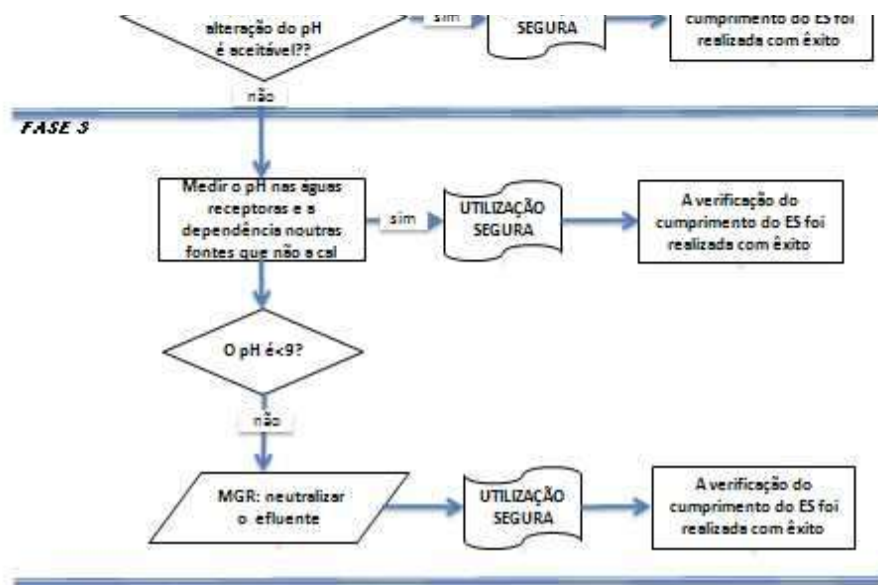 alteração do pH
é aceitável??
sim
SEGURA
cumprimento do ES foi
realizada com êxito
não
FASE 3
Medir o pH nas águas
receptoras e a
dependência noutras
fontes que não a cal
sim
UTILIZAÇÃO
SEGURA
A verificação do
cumprimento do ES foi
realizada com êxito
O pH é<9?
não
MGR: neutralizar
o efluente
UTILIZAÇÃO
SEGURA
A verificação do
cumprimento do ES foi
realizada com êxito